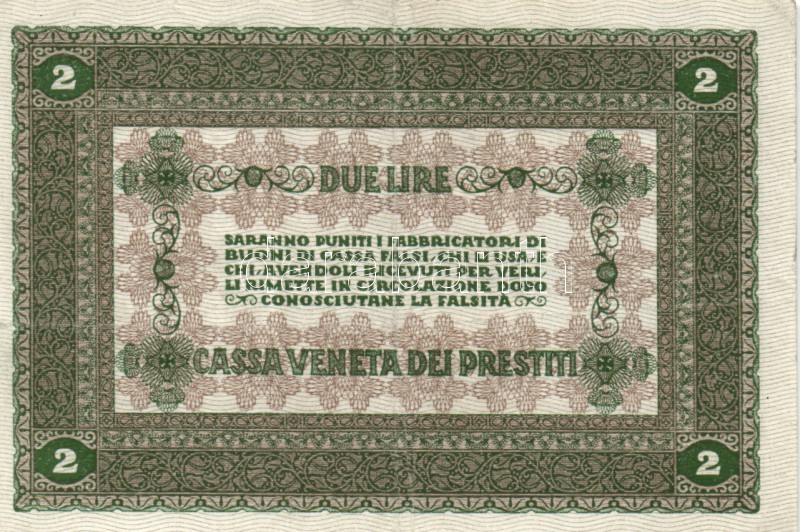 2 2
DUE LIRE
SARANNO PUNITI I FABBRICATORI DI
BUONI DI CASSA FALSI, CHI LI USA E
CHI, AVENDOLI RICEVUTI PER VERI,
LI RIMETTE IN CIRCOLAZIONE DOPO
CONOSCIUTANE LA FALSITÀ
CASSA VENETA DEI PRESTITI
2 2
darabanth